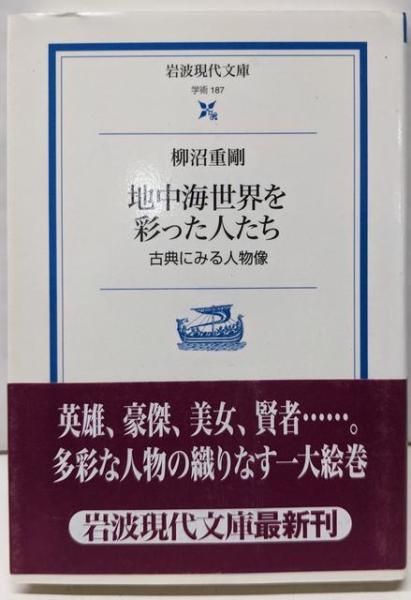 岩波現代文庫
学術 187
柳沼重剛
地中海世界を
彩った人たち
古典にみる人物像
英雄、豪傑、美女、賢者……。
多彩な人物の織りなす一大絵巻
岩波現代文庫最新刊